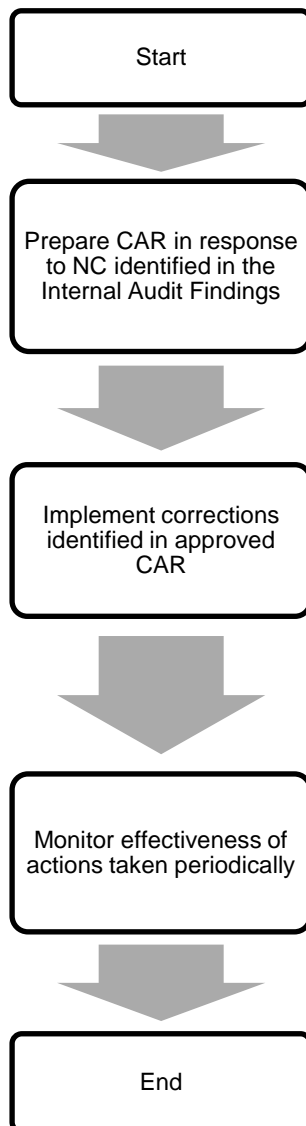 Start
Prepare CAR in response
to NC identified in the
Internal Audit Findings
Implement corrections
identified in approved
CAR
Monitor effectiveness of
actions taken periodically
End